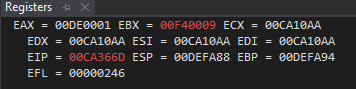 Registers
EAX = 00DE0001 EBX = 00F40009 ECX = 00CA10AA
EDX = 00CA10AA ESI = 00CA10AA EDI = 00CA10AA
EIP = 00CA366D ESP = 00DEFA88 EBP = 00DEFA94
EFL = 00000246